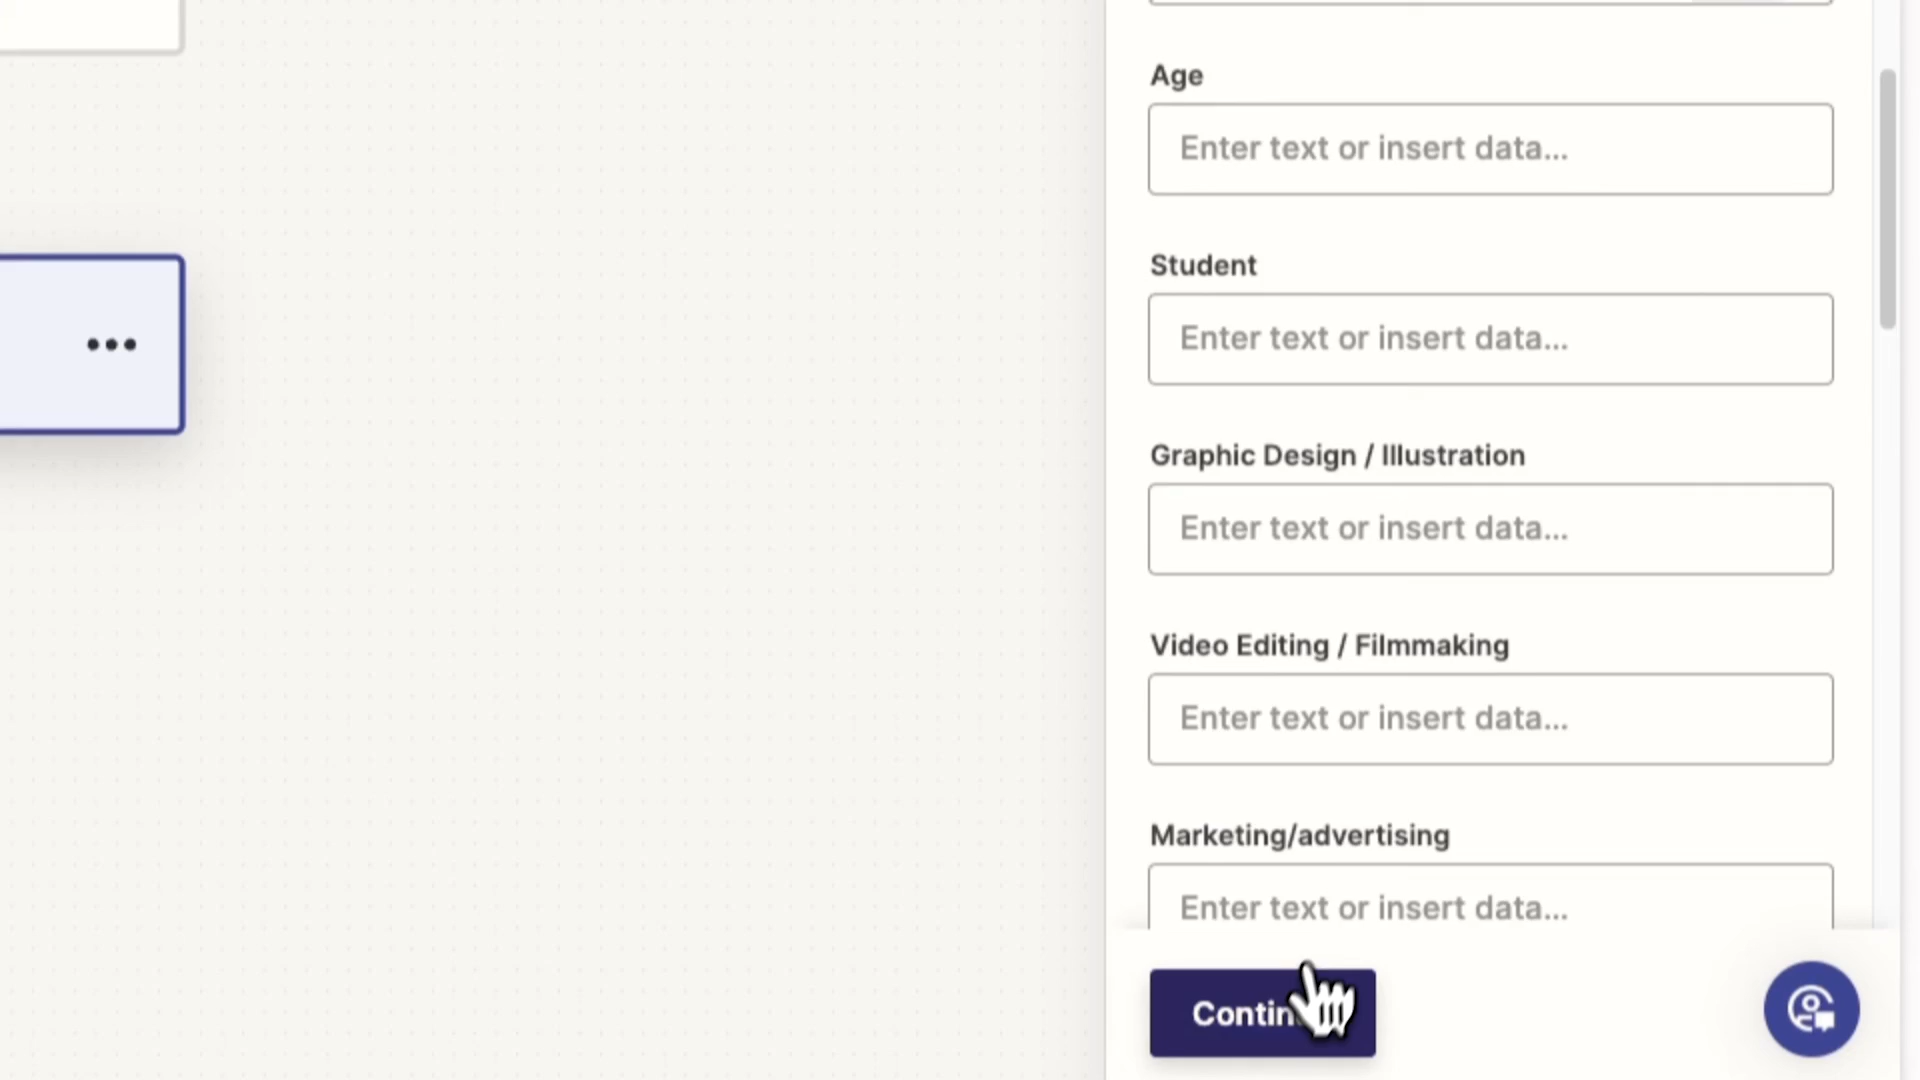 Age
Enter text or insert data...
Student
Enter text or insert data...
Graphic Design / Illustration
Enter text or insert data...
Video Editing / Filmmaking
Enter text or insert data...
Marketing/advertising
Enter text or insert data...